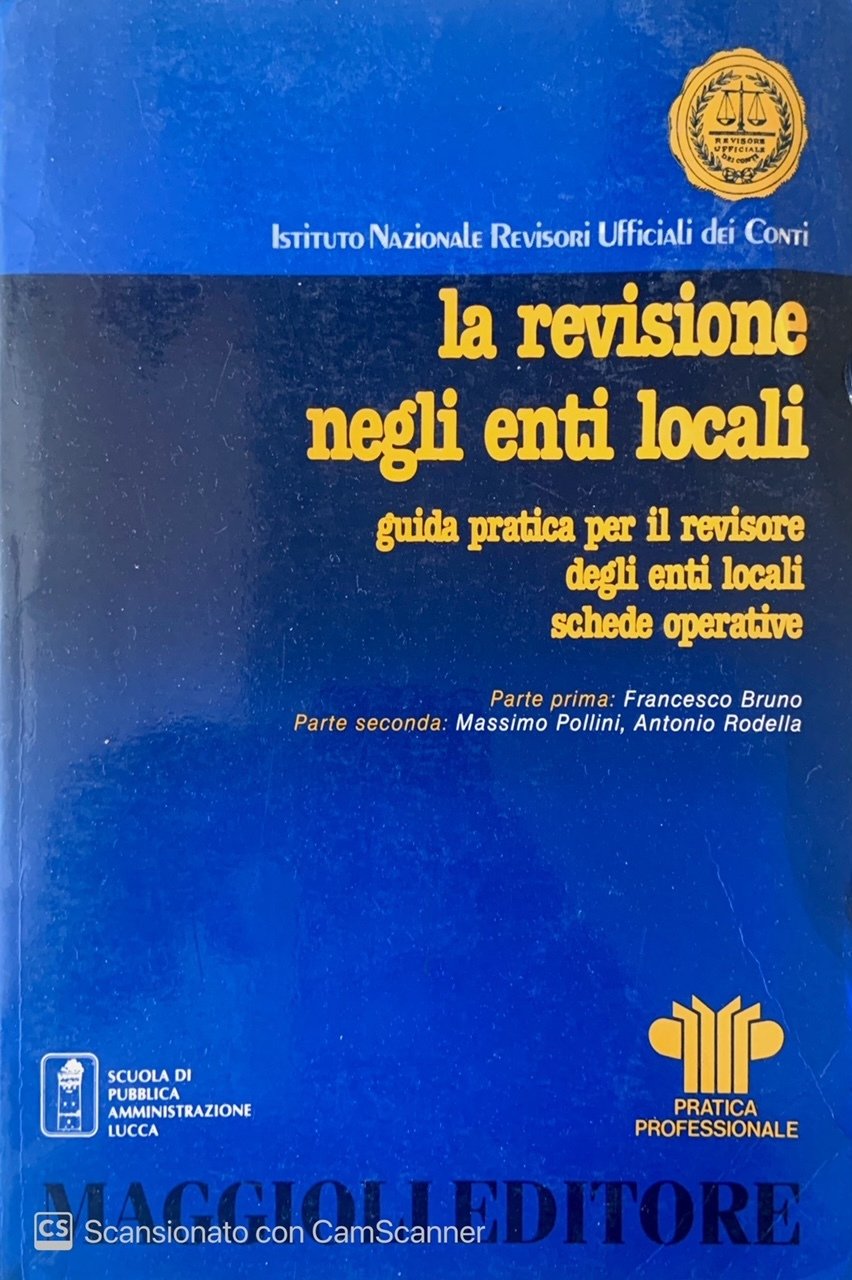 REVISORE
UFFICIALE
DEI CONTI
Istituto Nazionale Revisori Ufficiali dei Conti
la revisione
negli enti locali
guida pratica per il revisore
degli enti locali
schede operative
Parte prima: Francesco Bruno
Parte seconda: Massimo Pollini, Antonio Rodella
SCUOLA DI
PUBBLICA
AMMINISTRAZIONE
LUCCA
PRATICA
PROFESSIONALE
MAGGIOLI EDITORE
CS Scansionato con CamScanner